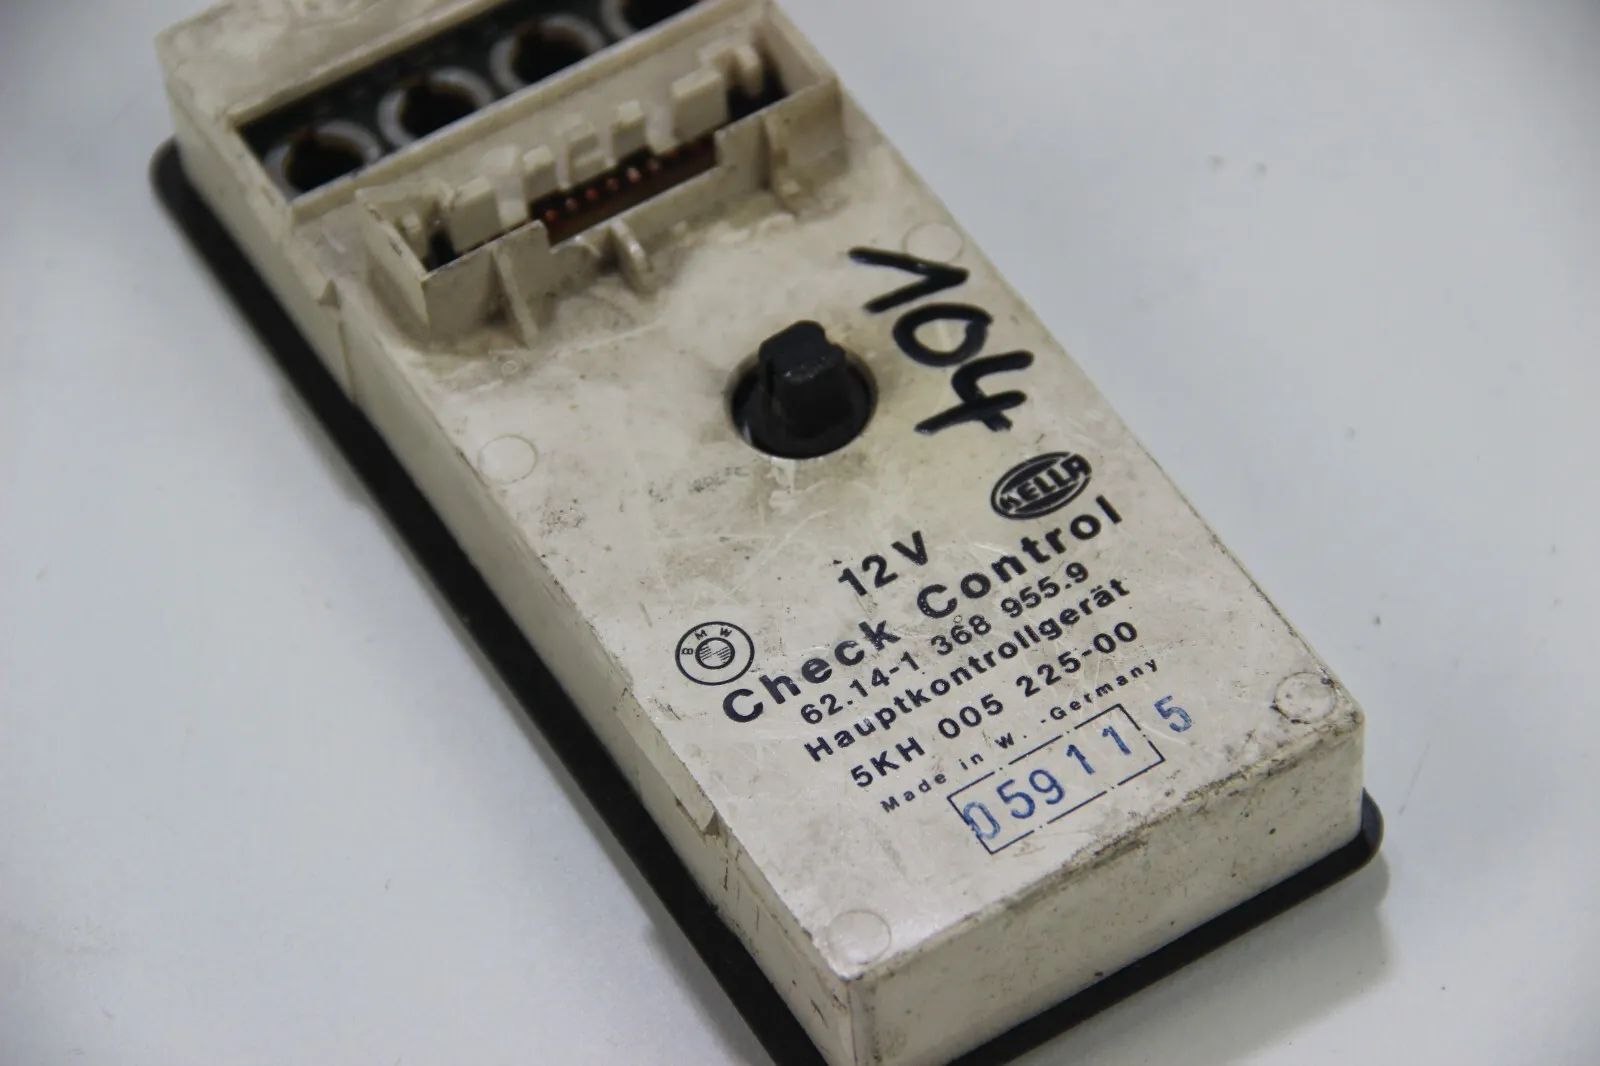 104
HELLA
12V
BMW
Check Control
62.14-1 368 955.9
Hauptkontrollgerät
5KH 005 225-00
Made in W. -Germany
05911 5